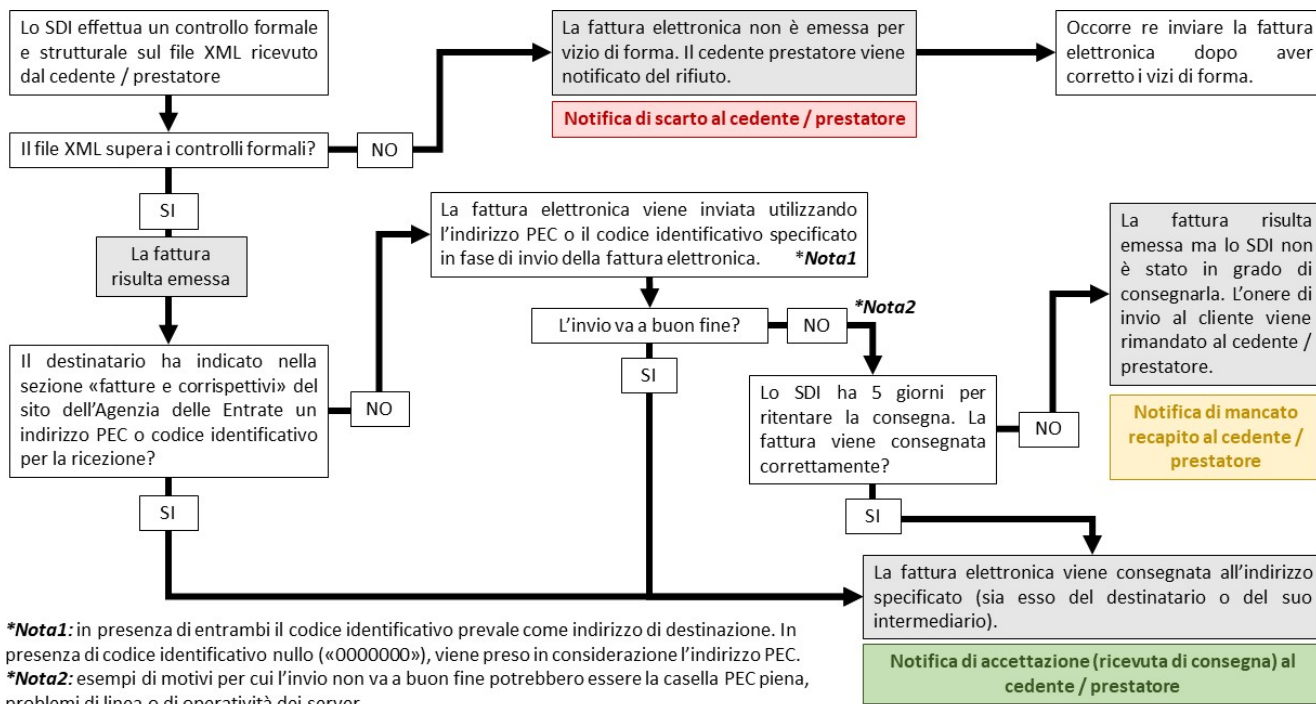 Lo SDI effettua un controllo formale
e strutturale sul file XML ricevuto
dal cedente / prestatore
La fattura elettronica non è emessa per
vizio di forma. Il cedente prestatore viene
notificato del rifiuto.
Notifica di scarto al cedente / prestatore
Occorre re inviare la fattura
elettronica dopo aver
corretto i vizi di forma.
Il file XML supera i controlli formali?
NO
SI
La fattura
risulta emessa
La fattura elettronica viene inviata utilizzando
l'indirizzo PEC o il codice identificativo specificato
in fase di invio della fattura elettronica. *Nota1
L'invio va a buon fine?
NO
*Nota2
SI
La fattura risulta
emessa ma lo SDI non
è stato in grado di
consegnarla. L'onere di
invio al cliente viene
rimandato al cedente /
prestatore.
Notifica di mancato
recapito al cedente /
prestatore
Il destinatario ha indicato nella
sezione «fatture e corrispettivi» del
sito dell'Agenzia delle Entrate un
indirizzo PEC o codice identificativo
per la ricezione?
NO
SI
Lo SDI ha 5 giorni per
ritentare la consegna. La
fattura viene consegnata
correttamente?
NO
SI
La fattura elettronica viene consegnata all'indirizzo
specificato (sia esso del destinatario o del suo
intermediario).
Notifica di accettazione (ricevuta di consegna) al
cedente / prestatore
*Nota1: in presenza di entrambi il codice identificativo prevale come indirizzo di destinazione. In
presenza di codice identificativo nullo («0000000»), viene preso in considerazione l'indirizzo PEC.
*Nota2: esempi di motivi per cui l'invio non va a buon fine potrebbero essere la casella PEC piena,
problemi di linea o di operatività dei server